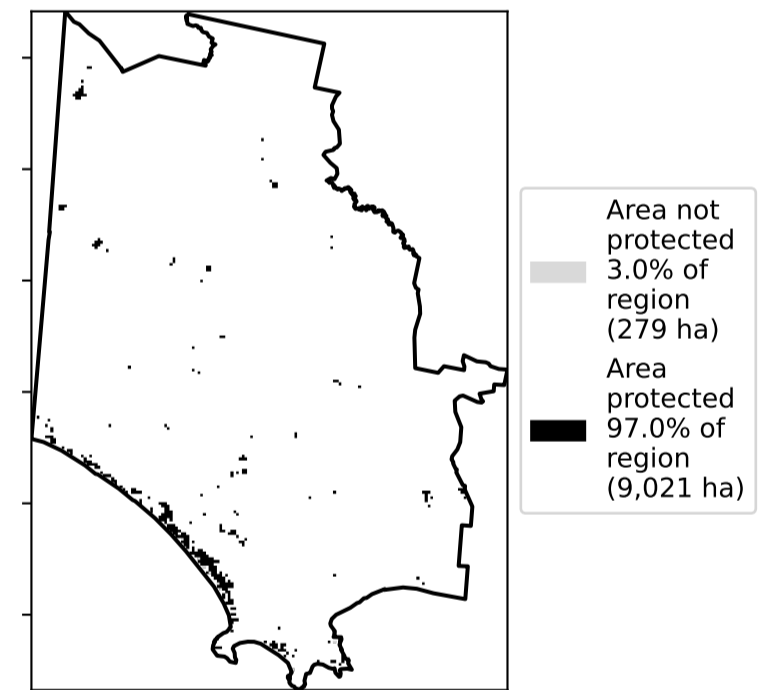 Area not
protected
3.0% of
region
(279 ha)
Area
protected
97.0% of
region
(9,021 ha)